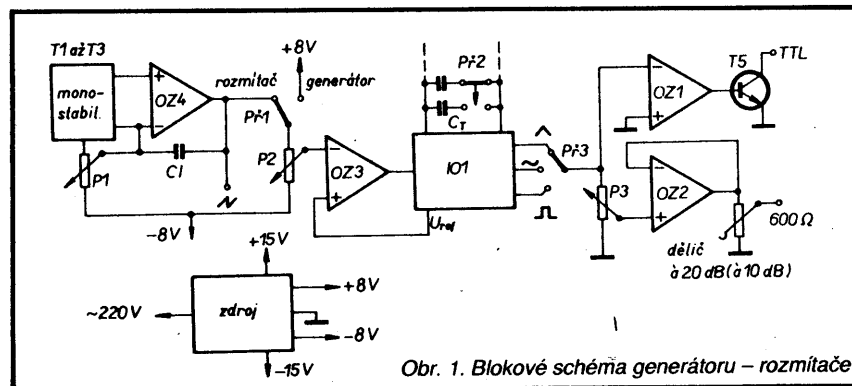 T1 až T3
mono-
stabil.
+
−
OZ4
P1
C1
rozmítač
+8V
generátor
Př1
P2
−8V
−
+
OZ3
Př2
C_T
IO1
U_ref
Př3
−
+
OZ1
T5
TTL
P3
−
+
OZ2
600 Ω
dělič
à 20 dB (à 10 dB)
+15V
~220V
zdroj
+8V
−8V
−15V
Obr. 1. Blokové schéma generátoru – rozmítače